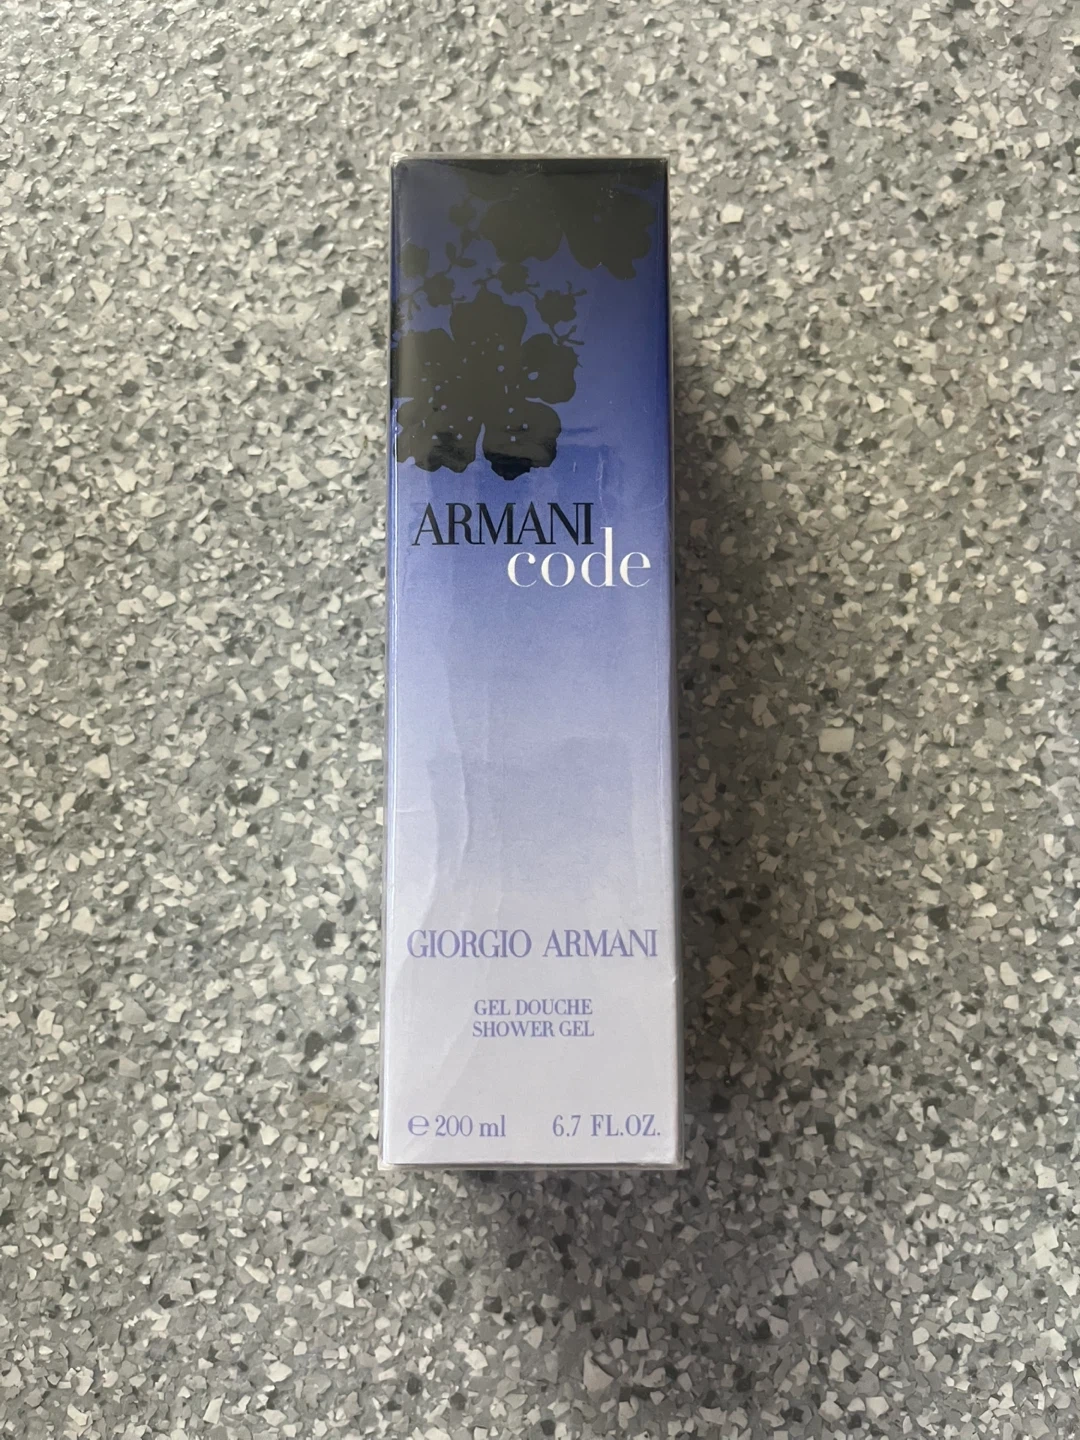 ARMANI
code
GIORGIO ARMANI
GEL DOUCHE
SHOWER GEL
℮ 200 ml 6.7 FL.OZ.